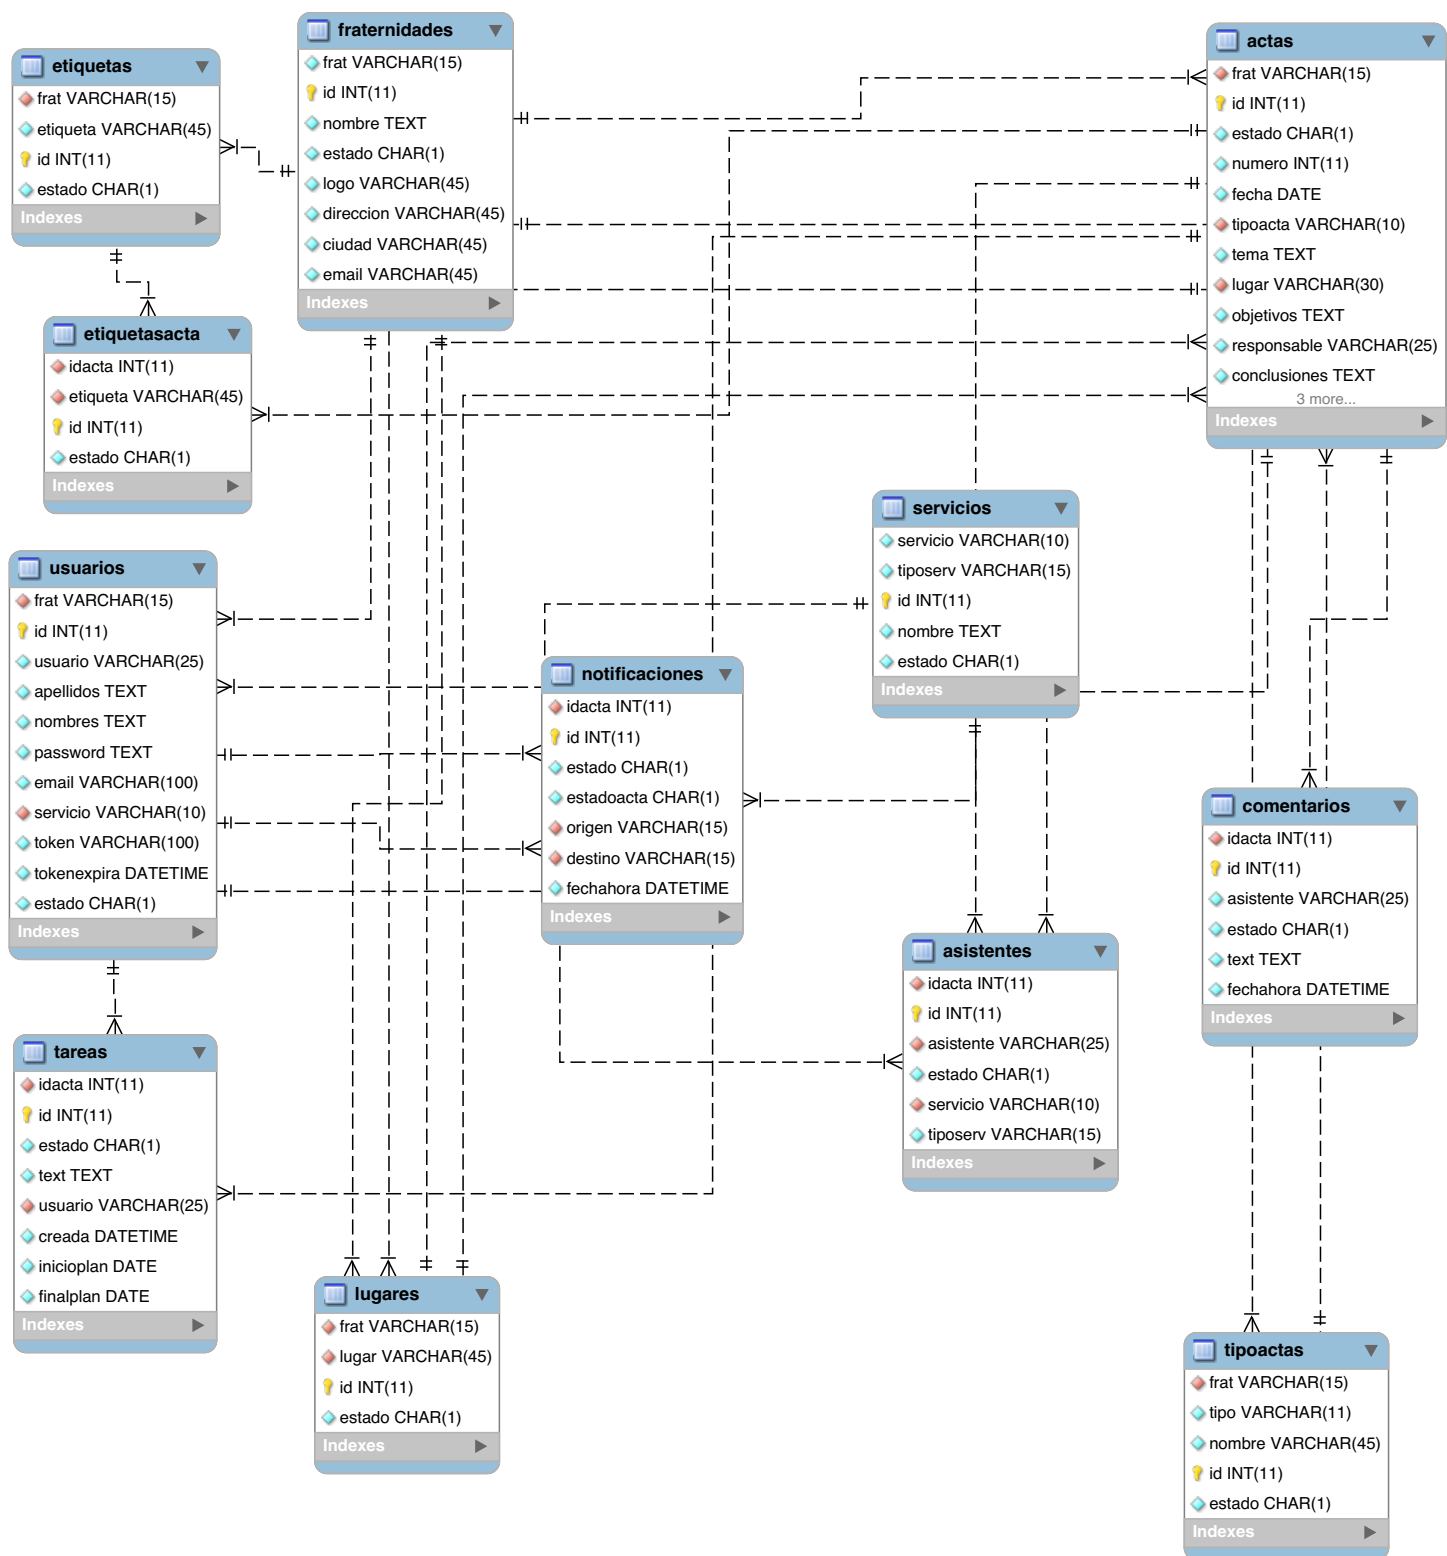 fraternidades
frat VARCHAR(15)
id INT(11)
nombre TEXT
estado CHAR(1)
logo VARCHAR(45)
direccion VARCHAR(45)
ciudad VARCHAR(45)
email VARCHAR(45)
Indexes
actas
frat VARCHAR(15)
id INT(11)
estado CHAR(1)
numero INT(11)
fecha DATE
tipoacta VARCHAR(10)
tema TEXT
lugar VARCHAR(30)
objetivos TEXT
responsable VARCHAR(25)
conclusiones TEXT
3 more...
Indexes
etiquetas
frat VARCHAR(15)
etiqueta VARCHAR(45)
id INT(11)
estado CHAR(1)
Indexes
etiquetasacta
idacta INT(11)
etiqueta VARCHAR(45)
id INT(11)
estado CHAR(1)
Indexes
servicios
servicio VARCHAR(10)
tiposerv VARCHAR(15)
id INT(11)
nombre TEXT
estado CHAR(1)
Indexes
usuarios
frat VARCHAR(15)
id INT(11)
usuario VARCHAR(25)
apellidos TEXT
nombres TEXT
password TEXT
email VARCHAR(100)
servicio VARCHAR(10)
token VARCHAR(100)
tokenexpira DATETIME
estado CHAR(1)
Indexes
notificaciones
idacta INT(11)
id INT(11)
estado CHAR(1)
estadoacta CHAR(1)
origen VARCHAR(15)
destino VARCHAR(15)
fechahora DATETIME
Indexes
comentarios
idacta INT(11)
id INT(11)
asistente VARCHAR(25)
estado CHAR(1)
text TEXT
fechahora DATETIME
Indexes
asistentes
idacta INT(11)
id INT(11)
asistente VARCHAR(25)
estado CHAR(1)
servicio VARCHAR(10)
tiposerv VARCHAR(15)
Indexes
tareas
idacta INT(11)
id INT(11)
estado CHAR(1)
text TEXT
usuario VARCHAR(25)
creada DATETIME
inicioplan DATE
finalplan DATE
Indexes
lugares
frat VARCHAR(15)
lugar VARCHAR(45)
id INT(11)
estado CHAR(1)
Indexes
tipoactas
frat VARCHAR(15)
tipo VARCHAR(11)
nombre VARCHAR(45)
id INT(11)
estado CHAR(1)
Indexes